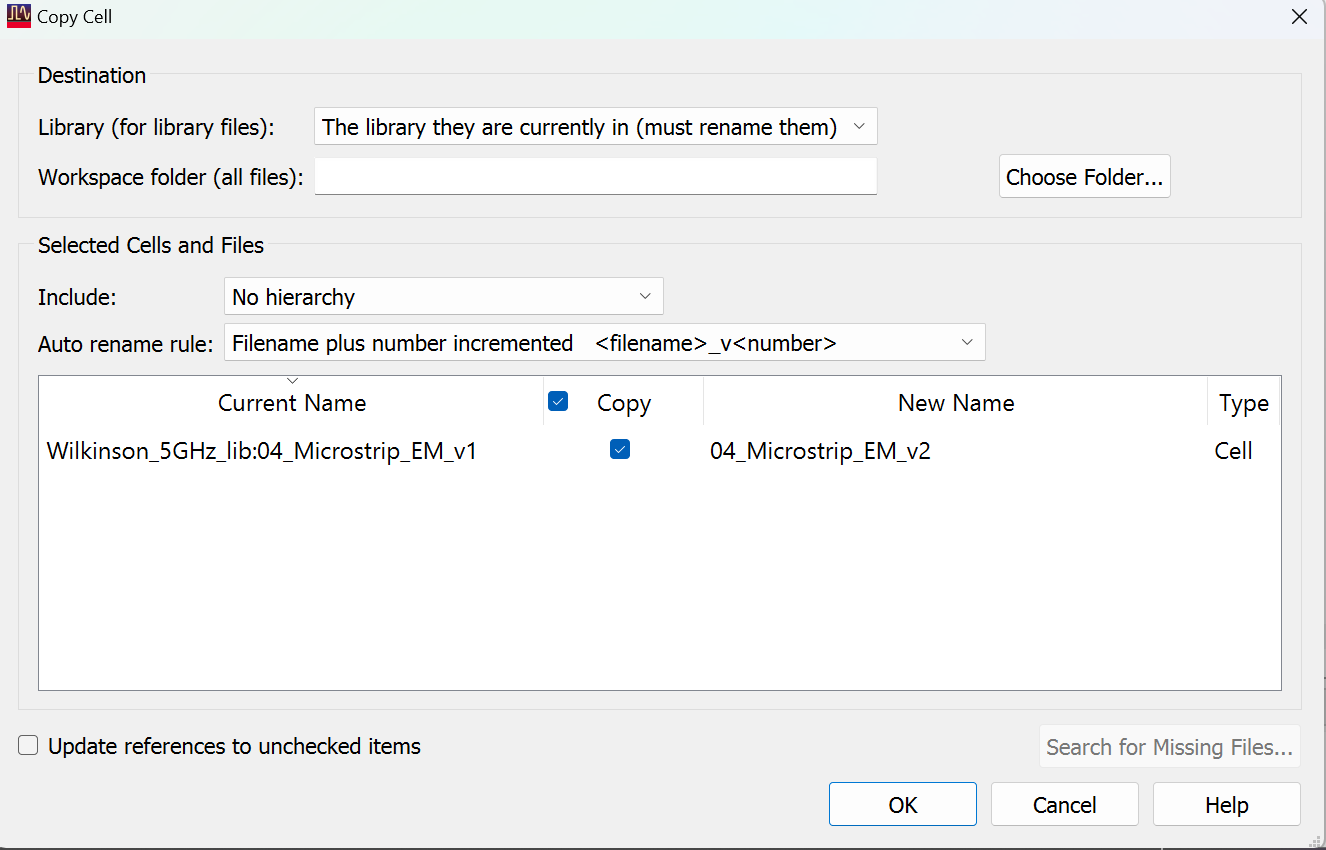 Copy Cell
Destination
Library (for library files): The library they are currently in (must rename them)
Workspace folder (all files): Choose Folder...
Selected Cells and Files
Include: No hierarchy
Auto rename rule: Filename plus number incremented <filename>_v<number>
Current Name Copy New Name Type
Wilkinson_5GHz_lib:04_Microstrip_EM_v1 04_Microstrip_EM_v2 Cell
Update references to unchecked items
Search for Missing Files...
OK Cancel Help